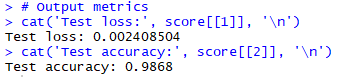 > # Output metrics
> cat('Test loss:', score[[1]], '\n')
Test loss: 0.002408504
> cat('Test accuracy:', score[[2]], '\n')
Test accuracy: 0.9868